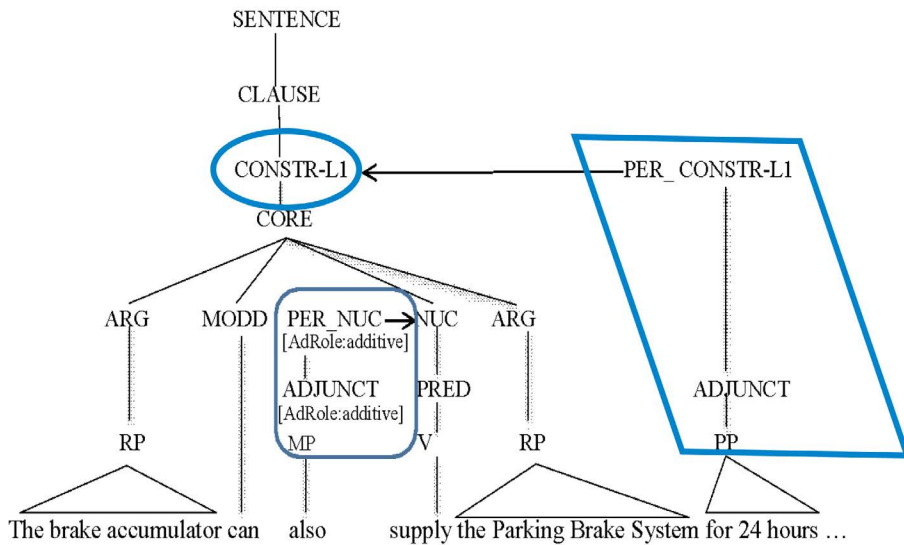 SENTENCE
CLAUSE
CONSTR-L1 PER_ CONSTR-L1
CORE
ARG MODD PER_NUC NUC ARG
[AdRole:additive]
ADJUNCT PRED ADJUNCT
[AdRole:additive]
RP MP V RP PP
The brake accumulator can also supply the Parking Brake System for 24 hours ...